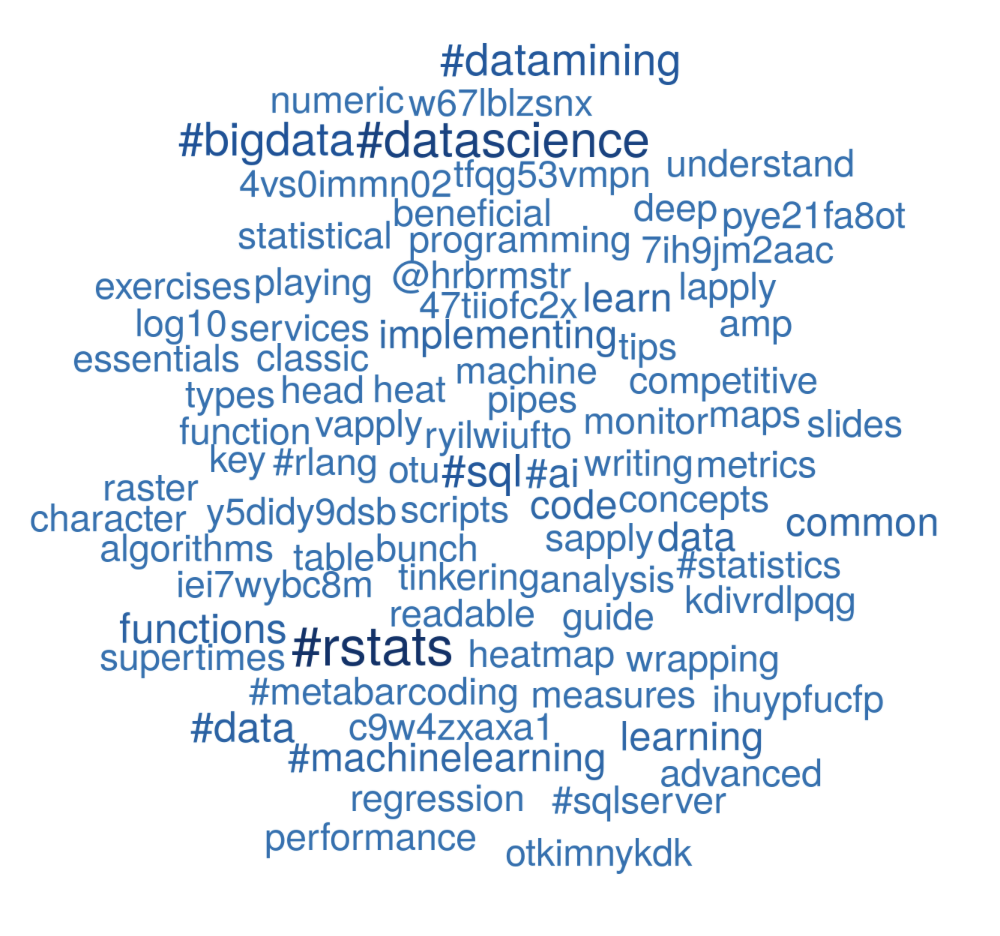 #datamining
numeric w67lblzsnx
#bigdata #datascience
4vs0immn02 tfqg53vmpn understand
beneficial deep pye21fa8ot
statistical programming 7ih9jm2aac
exercises playing @hrbrmstr lapply
47tiiofc2x learn
log10 services implementing tips amp
essentials classic machine competitive
types head heat pipes
function vapply ryilwiufto monitor maps slides
key #rlang otu #sql #ai writing metrics
raster
character y5didy9dsb scripts code concepts common
algorithms table bunch sapply data
iei7wybc8m tinkering analysis #statistics
readable guide kdivrdlpqg
functions
supertimes #rstats heatmap wrapping
#metabarcoding measures ihuypfucfp
#data c9w4zxaxa1 learning
#machinelearning advanced
regression #sqlserver
performance otkimnykdk